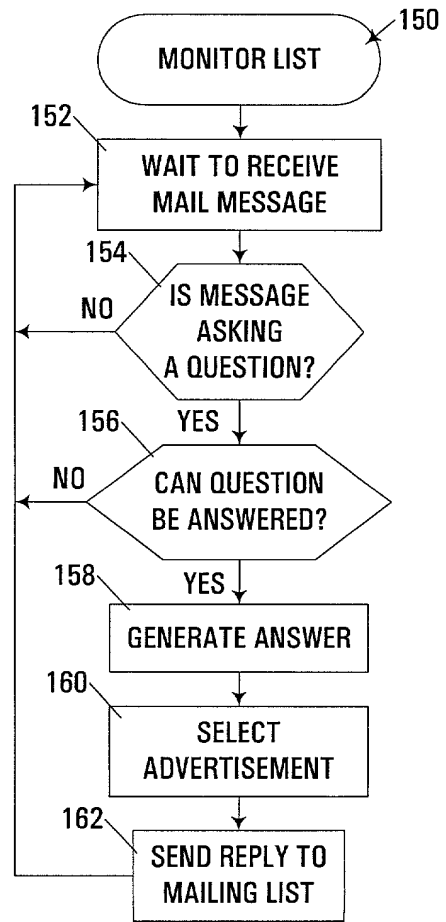 MONITOR LIST
150
152
WAIT TO RECEIVE
MAIL MESSAGE
154
IS MESSAGE
ASKING
A QUESTION?
NO
YES
156
CAN QUESTION
BE ANSWERED?
NO
YES
158
GENERATE ANSWER
160
SELECT
ADVERTISEMENT
162
SEND REPLY TO
MAILING LIST